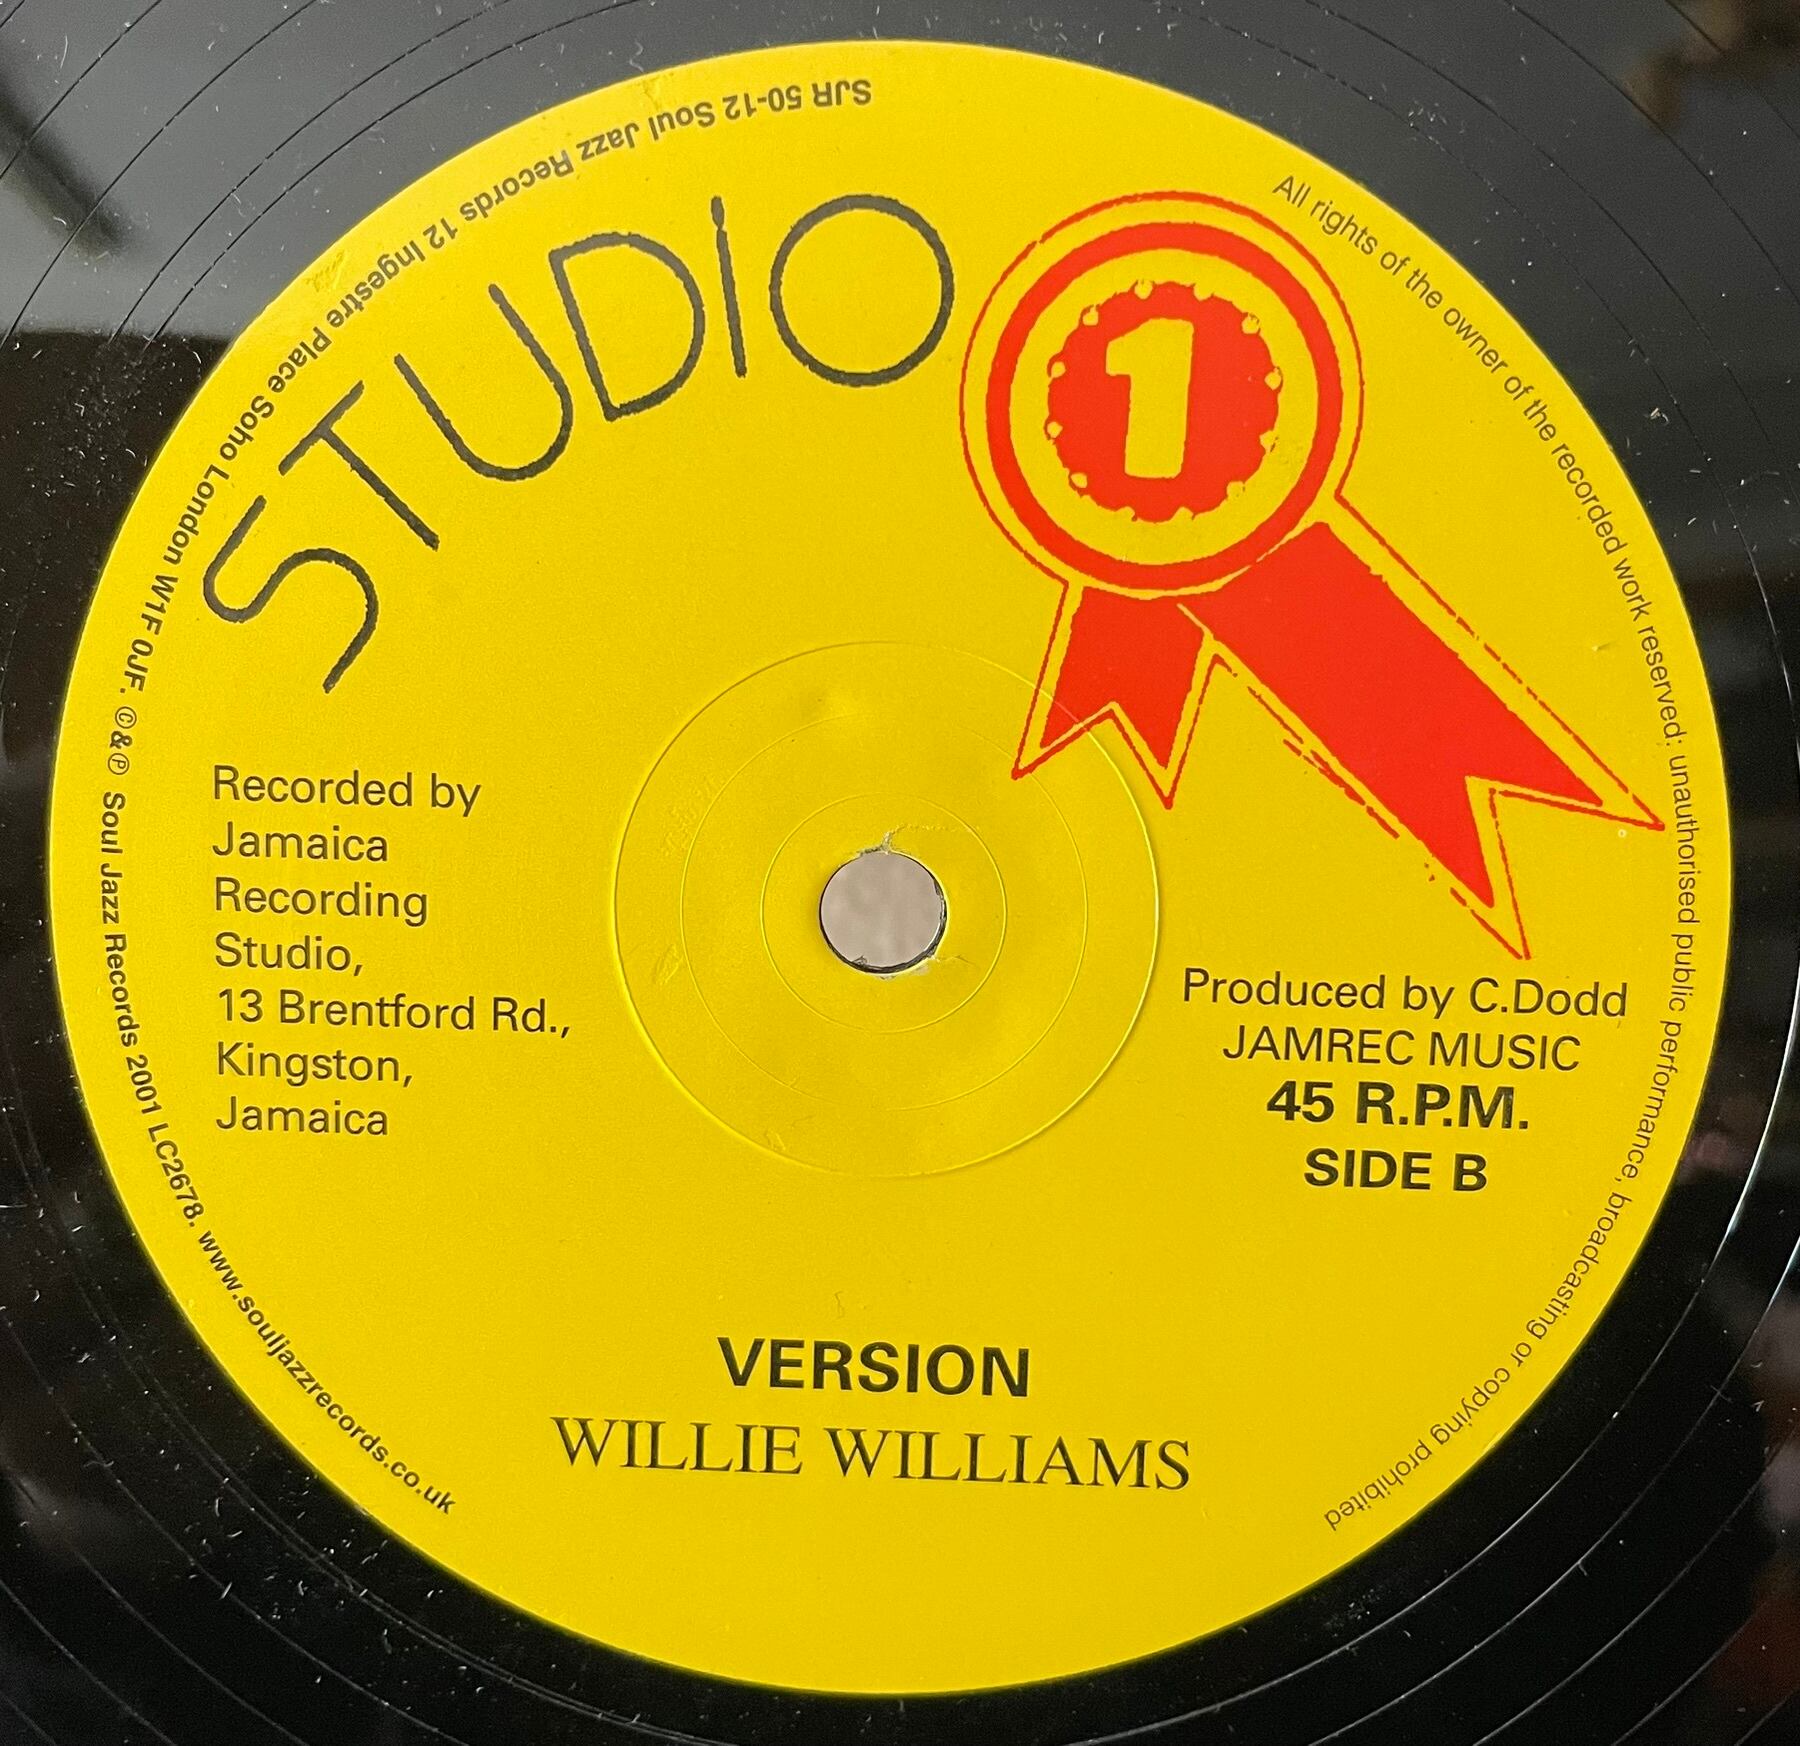 SJR 50-12 Soul Jazz Records 12 Ingestre Place Soho London W1F 0JF. ©&℗ Soul Jazz Records 2001 LC2678. www.souljazzrecords.co.uk
All rights of the owner of the recorded work reserved: unauthorised public performance, broadcasting or copying prohibited
STUDIO 1
Recorded by
Jamaica
Recording
Studio,
13 Brentford Rd.,
Kingston,
Jamaica
Produced by C.Dodd
JAMREC MUSIC
45 R.P.M.
SIDE B
VERSION
WILLIE WILLIAMS